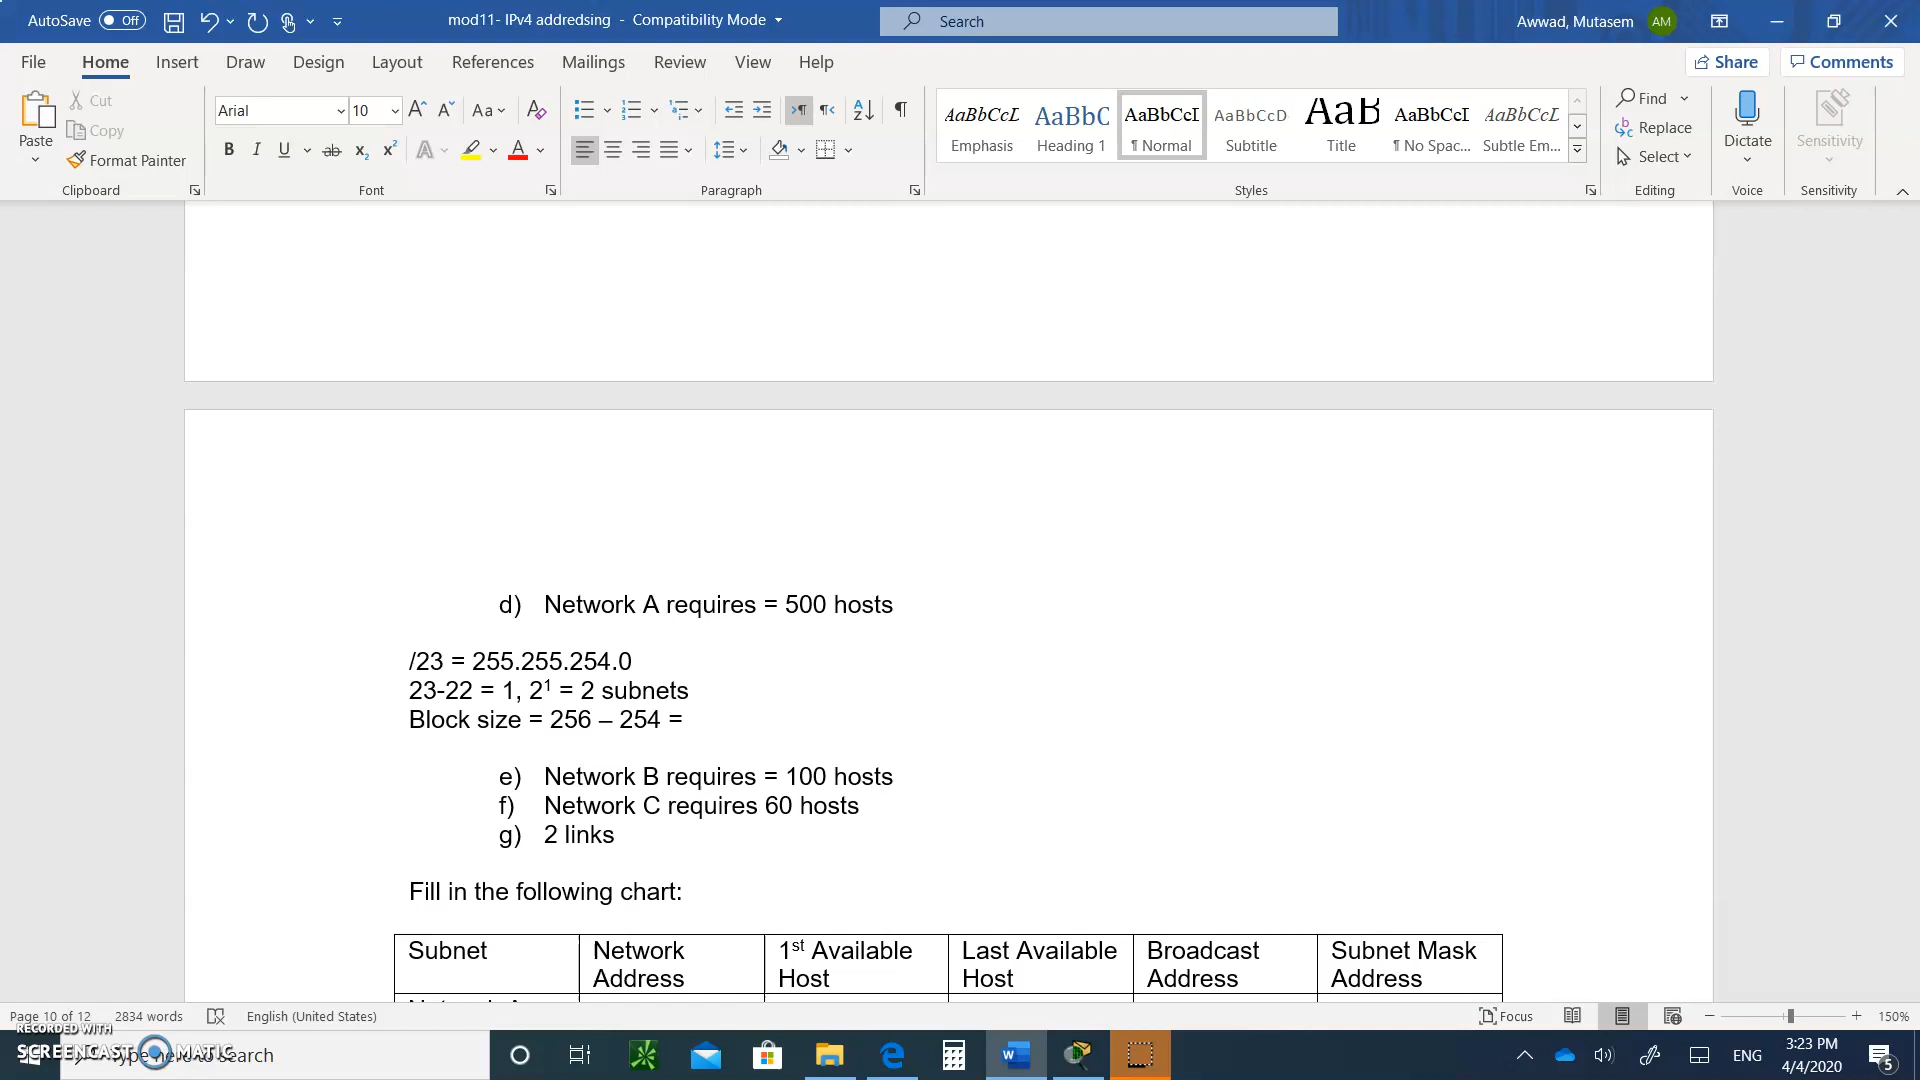 AutoSave Off
mod11- IPv4 addredsing - Compatibility Mode
Search
Awwad, Mutasem AM
File Home Insert Draw Design Layout References Mailings Review View Help
Share Comments
Paste
Cut
Copy
Format Painter
Clipboard
Arial 10
Font
Paragraph
AaBbCcL AaBbC AaBbCcI AaBbCcD AaB AaBbCcI AaBbCcL
Emphasis Heading 1 ¶ Normal Subtitle Title ¶ No Spac... Subtle Em...
Styles
Find
Replace
Select
Editing
Dictate
Voice
Sensitivity
Sensitivity
d) Network A requires = 500 hosts
/23 = 255.255.254.0
23-22 = 1, 2¹ = 2 subnets
Block size = 256 – 254 =
e) Network B requires = 100 hosts
f) Network C requires 60 hosts
g) 2 links
Fill in the following chart:
Subnet
Network Address
1st Available Host
Last Available Host
Broadcast Address
Subnet Mask Address
Page 10 of 12 2834 words English (United States)
Focus
150%
RECORDED WITH
SCREENCAST MATIC
Type here to search
ENG
3:23 PM
4/4/2020
5